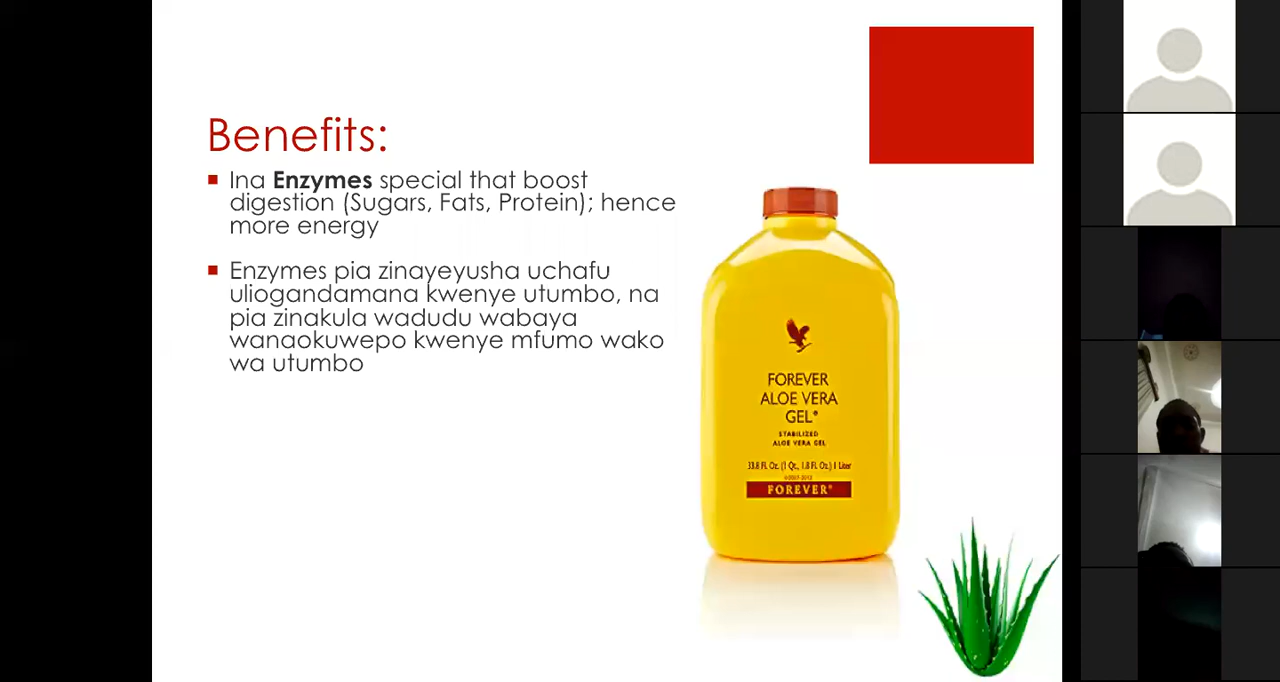 Benefits:
Ina Enzymes special that boost
digestion (Sugars, Fats, Protein); hence
more energy
Enzymes pia zinayeyusha uchafu
uliogandamana kwenye utumbo, na
pia zinakula wadudu wabaya
wanaokuwepo kwenye mfumo wako
wa utumbo
FOREVER
ALOE VERA
GEL®
STABILIZED
ALOE VERA GEL
33.8 Fl. Oz. (1 Qt., 1.8 Fl. Oz.) 1 Liter
FOREVER®